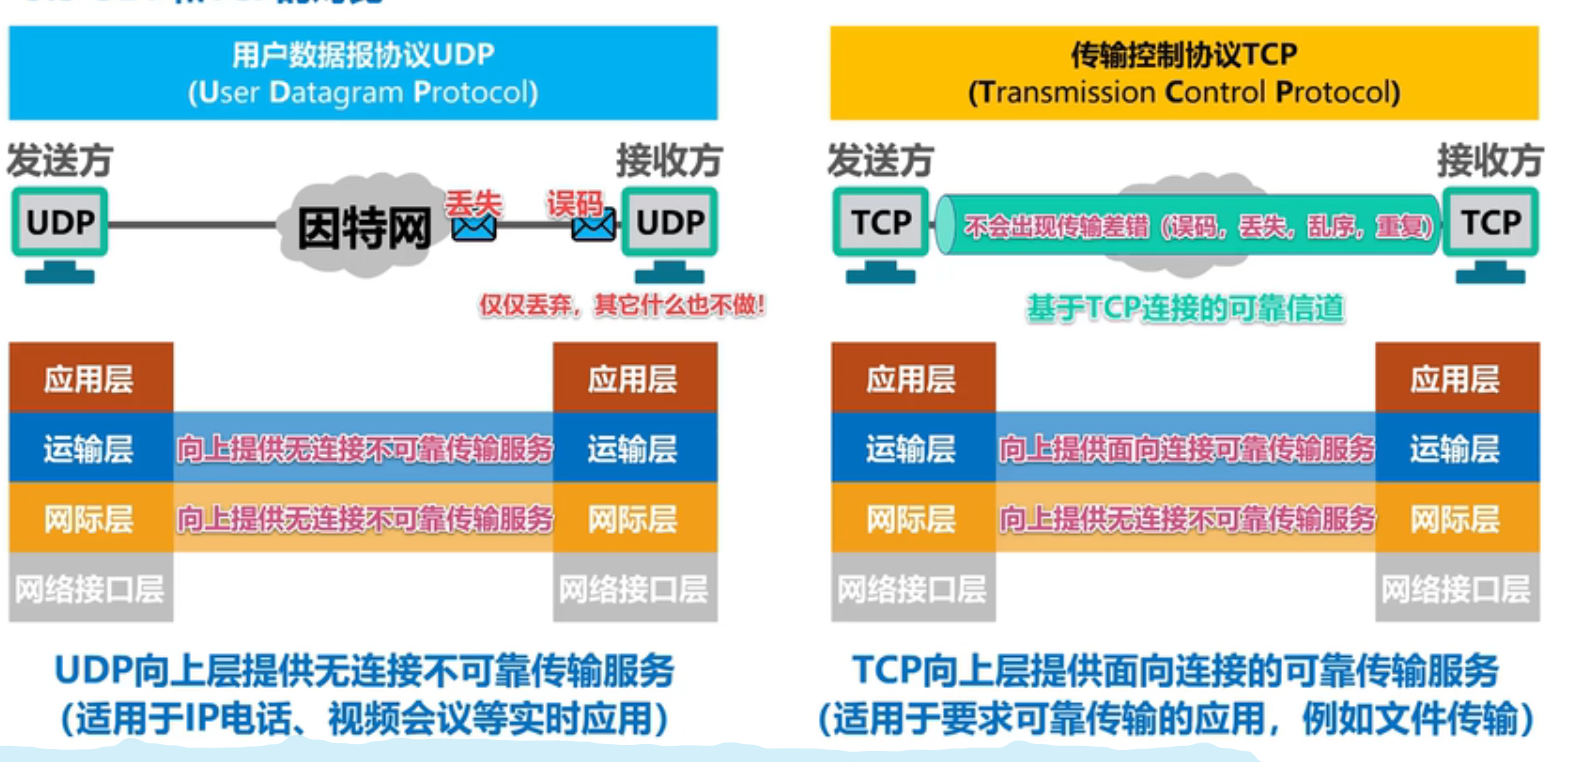 用户数据报协议UDP
(User Datagram Protocol)
发送方
接收方
UDP
因特网
丢失
误码
UDP
仅仅丢弃，其它什么也不做！
应用层
应用层
运输层
向上提供无连接不可靠传输服务
运输层
网际层
向上提供无连接不可靠传输服务
网际层
网络接口层
网络接口层
UDP向上层提供无连接不可靠传输服务
（适用于IP电话、视频会议等实时应用）
传输控制协议TCP
(Transmission Control Protocol)
发送方
接收方
TCP
不会出现传输差错（误码，丢失，乱序，重复）
TCP
基于TCP连接的可靠信道
应用层
应用层
运输层
向上提供面向连接可靠传输服务
运输层
网际层
向上提供无连接不可靠传输服务
网际层
网络接口层
网络接口层
TCP向上层提供面向连接的可靠传输服务
（适用于要求可靠传输的应用，例如文件传输）